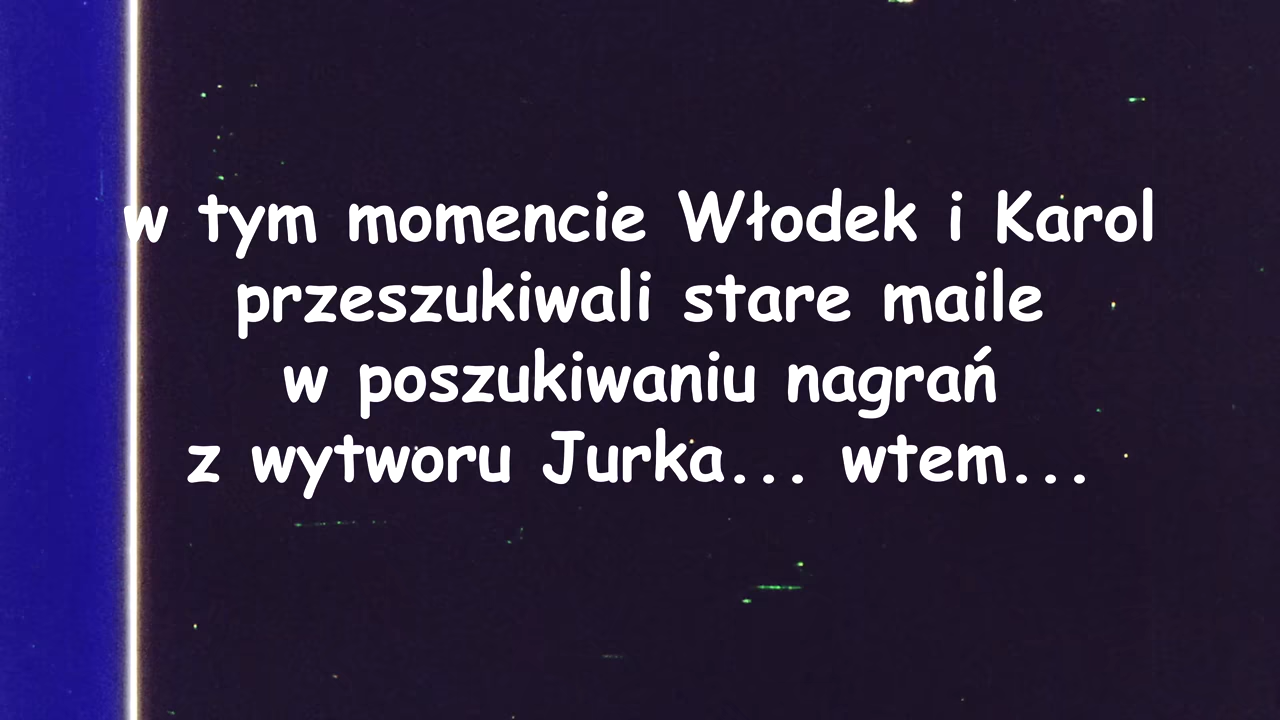 w tym momencie Włodek i Karol
przeszukiwali stare maile
w poszukiwaniu nagrań
z wytworu Jurka... wtem...